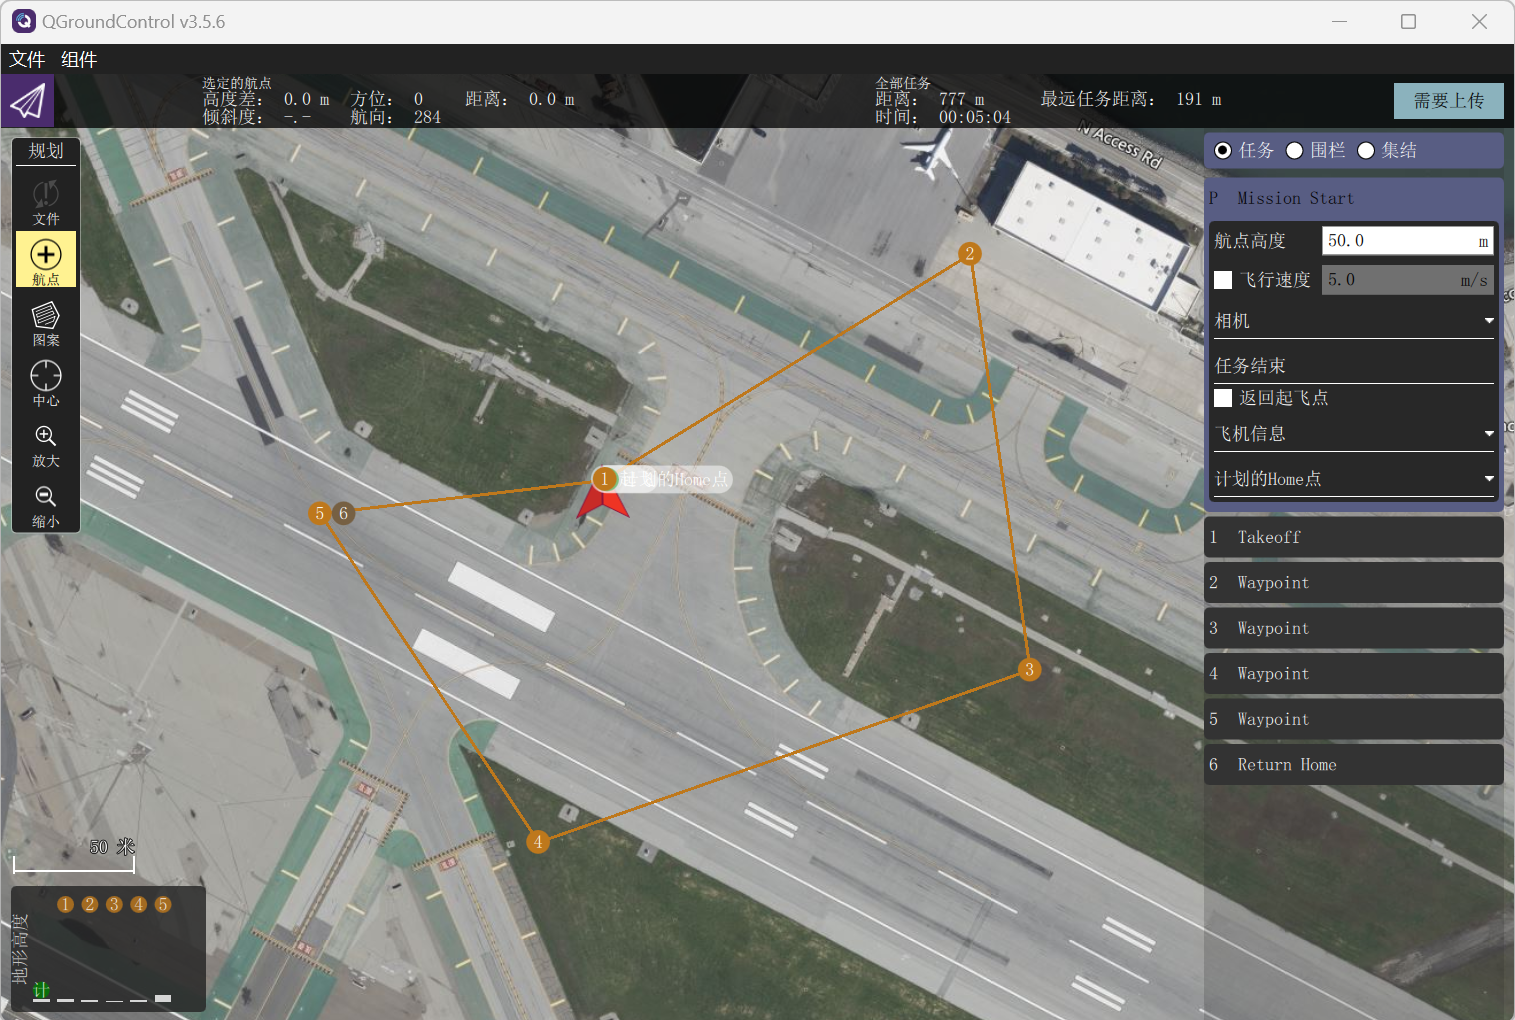 QGroundControl v3.5.6
文件 组件
选定的航点
高度差： 0.0 m 方位： 0 距离： 0.0 m
倾斜度： -.- 航向： 284
全部任务
距离： 777 m 最远任务距离： 191 m
时间： 00:05:04
需要上传
规划
文件
航点
图案
中心
放大
缩小
N Access Rd
2
1
划的Home点
5 6
3
4
50 米
1 2 3 4 5
地形高度
计
任务 围栏 集结
P Mission Start
航点高度 50.0 m
飞行速度 5.0 m/s
相机
任务结束
返回起飞点
飞机信息
计划的Home点
1 Takeoff
2 Waypoint
3 Waypoint
4 Waypoint
5 Waypoint
6 Return Home